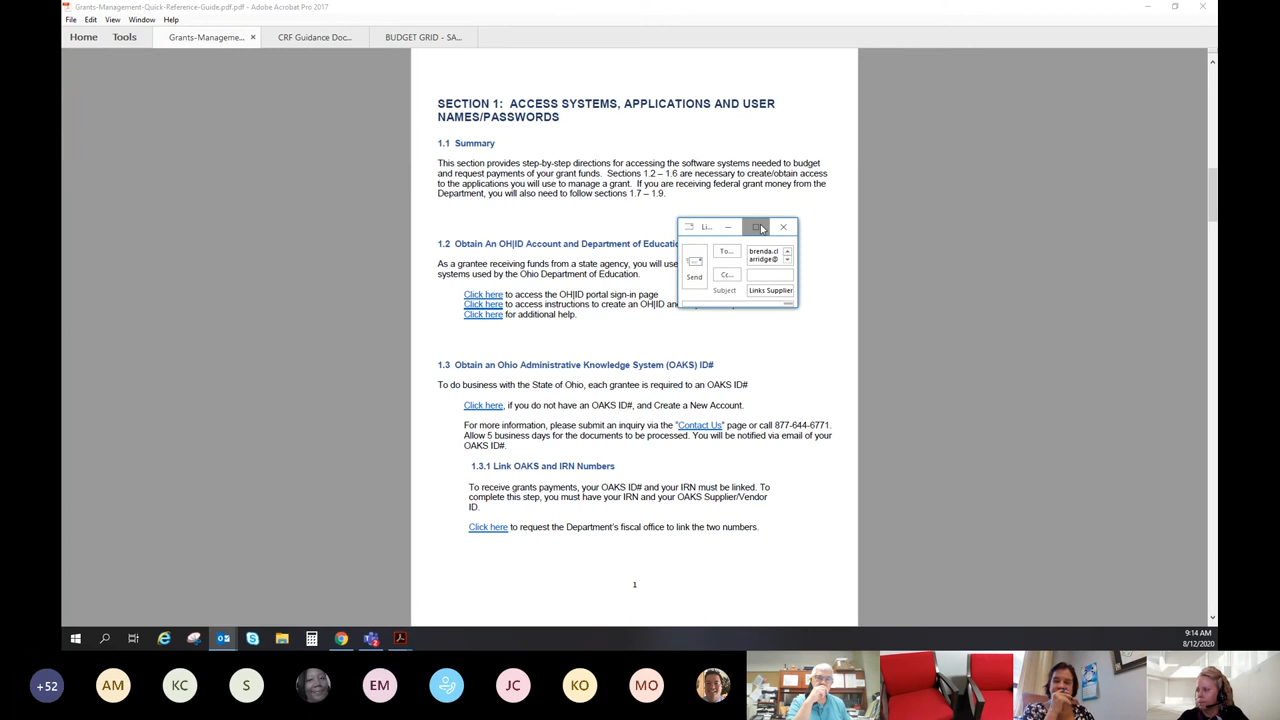 Grants-Management-Quick-Reference-Guide.pdf.pdf - Adobe Acrobat Pro 2017
File Edit View Window Help
Home Tools Grants-Manageme... × CRF Guidance Doc... BUDGET GRID - SA...
SECTION 1: ACCESS SYSTEMS, APPLICATIONS AND USER
NAMES/PASSWORDS
1.1 Summary
This section provides step-by-step directions for accessing the software systems needed to budget
and request payments of your grant funds. Sections 1.2 – 1.6 are necessary to create/obtain access
to the applications you will use to manage a grant. If you are receiving federal grant money from the
Department, you will also need to follow sections 1.7 – 1.9.
1.2 Obtain An OH|ID Account and Department of Educatio
As a grantee receiving funds from a state agency, you will use
systems used by the Ohio Department of Education.
Click here to access the OH|ID portal sign-in page
Click here to access instructions to create an OH|ID and
Click here for additional help.
Li...
To...
brenda.cl
arridge@
Send
Cc...
Subject
Links Supplier
1.3 Obtain an Ohio Administrative Knowledge System (OAKS) ID#
To do business with the State of Ohio, each grantee is required to an OAKS ID#
Click here, if you do not have an OAKS ID#, and Create a New Account.
For more information, please submit an inquiry via the "Contact Us" page or call 877-644-6771.
Allow 5 business days for the documents to be processed. You will be notified via email of your
OAKS ID#.
1.3.1 Link OAKS and IRN Numbers
To receive grants payments, your OAKS ID# and your IRN must be linked. To
complete this step, you must have your IRN and your OAKS Supplier/Vendor
ID.
Click here to request the Department's fiscal office to link the two numbers.
1
9:14 AM
8/12/2020
+52 AM KC S EM JC KO MO